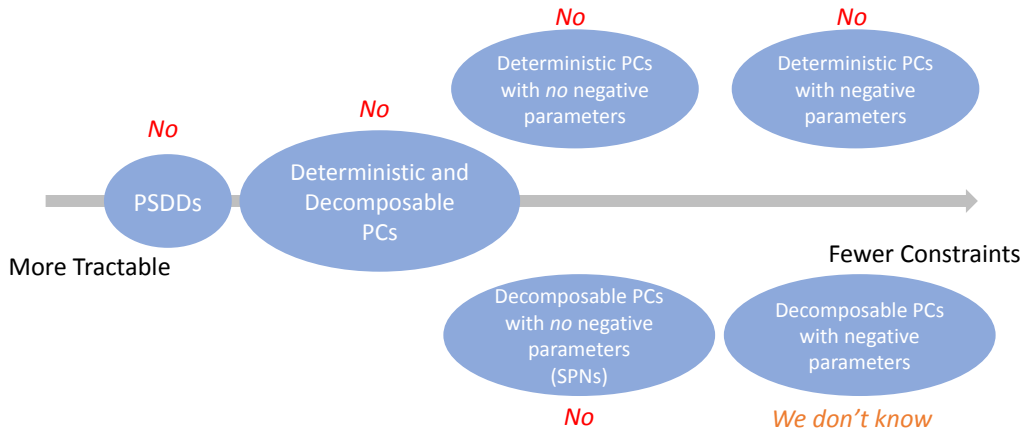 No
No
Deterministic PCs
with no negative
parameters
Deterministic PCs
with negative
parameters
No
No
PSDDs
Deterministic and
Decomposable
PCs
More Tractable
Fewer Constraints
Decomposable PCs
with no negative
parameters
(SPNs)
Decomposable PCs
with negative
parameters
No
We don't know